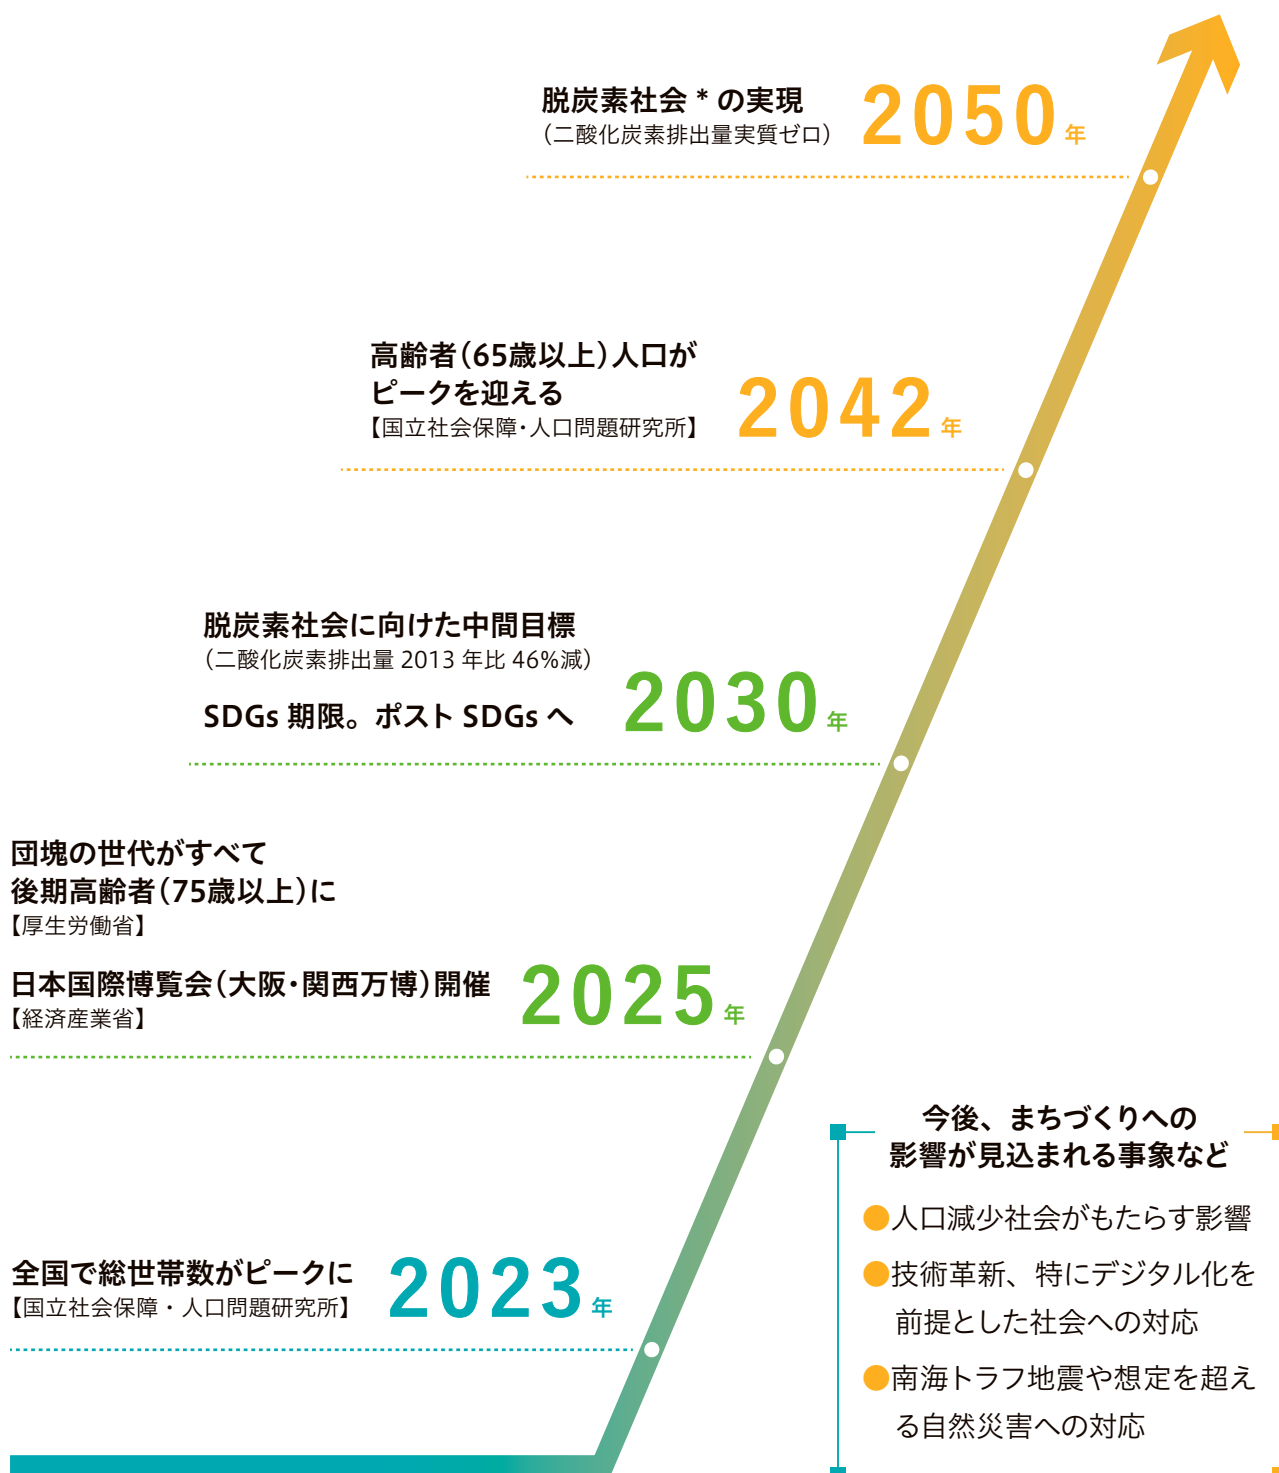 脱炭素社会 * の実現
（二酸化炭素排出量実質ゼロ）
2050年
高齢者（65歳以上）人口が
ピークを迎える
【国立社会保障・人口問題研究所】
2042年
脱炭素社会に向けた中間目標
（二酸化炭素排出量 2013 年比 46%減）
SDGs 期限。ポスト SDGs へ
2030年
団塊の世代がすべて
後期高齢者（75歳以上）に
【厚生労働省】
日本国際博覧会（大阪・関西万博）開催
【経済産業省】
2025年
全国で総世帯数がピークに
【国立社会保障・人口問題研究所】
2023年
今後、まちづくりへの
影響が見込まれる事象など
●人口減少社会がもたらす影響
●技術革新、特にデジタル化を
前提とした社会への対応
●南海トラフ地震や想定を超え
る自然災害への対応